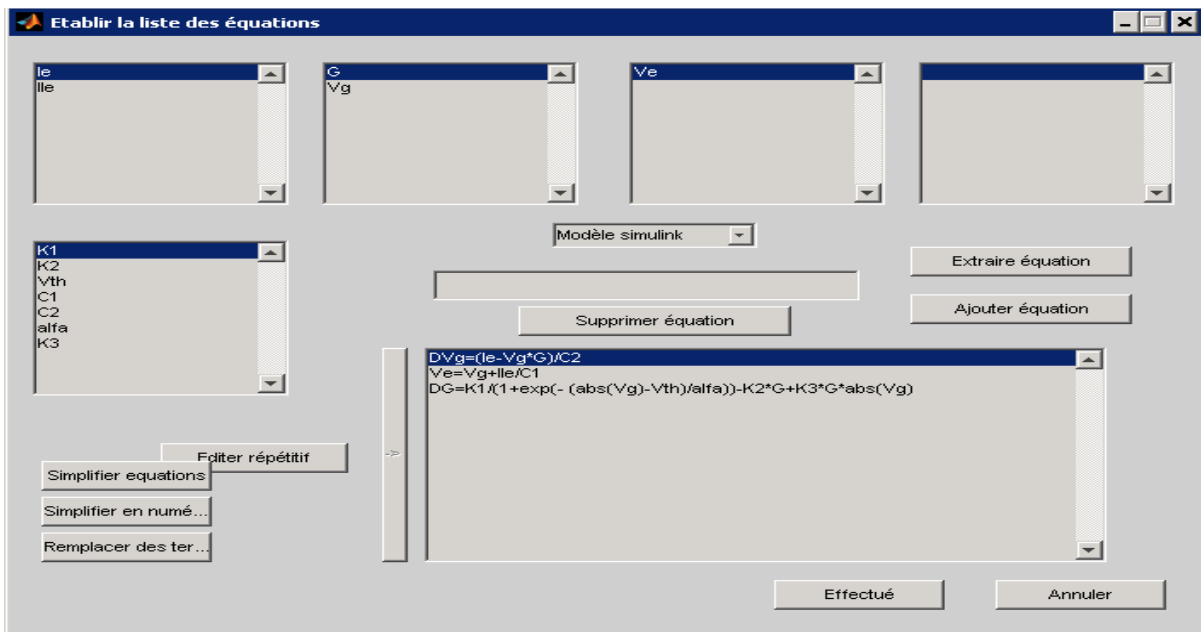 Etablir la liste des équations
Ie
IIe
G
Vg
Ve
K1
K2
Vth
C1
C2
alfa
K3
Modèle simulink
Extraire équation
Ajouter équation
Supprimer équation
DVg=(Ie-Vg*G)/C2
Ve=Vg+IIe/C1
DG=K1/(1+exp(- (abs(Vg)-Vth)/alfa))-K2*G+K3*G*abs(Vg)
->
Editer répétitif
Simplifier equations
Simplifier en numé...
Remplacer des ter...
Effectué
Annuler